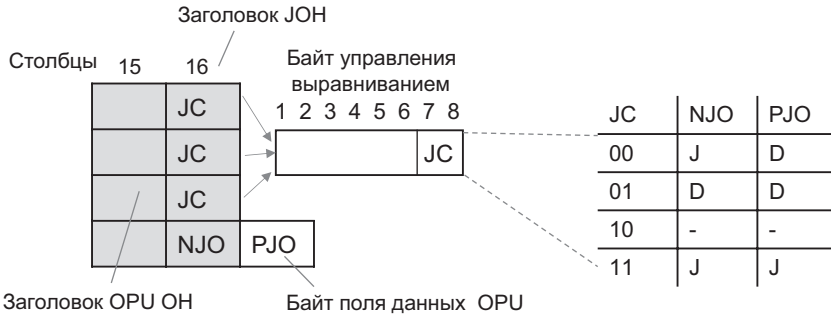 Заголовок JOH
Столбцы 15 16
Байт управления
выравниванием
1 2 3 4 5 6 7 8
JC
JC
JC
NJO PJO
JC
JC NJO PJO
00 J D
01 D D
10 - -
11 J J
Заголовок OPU OH
Байт поля данных OPU